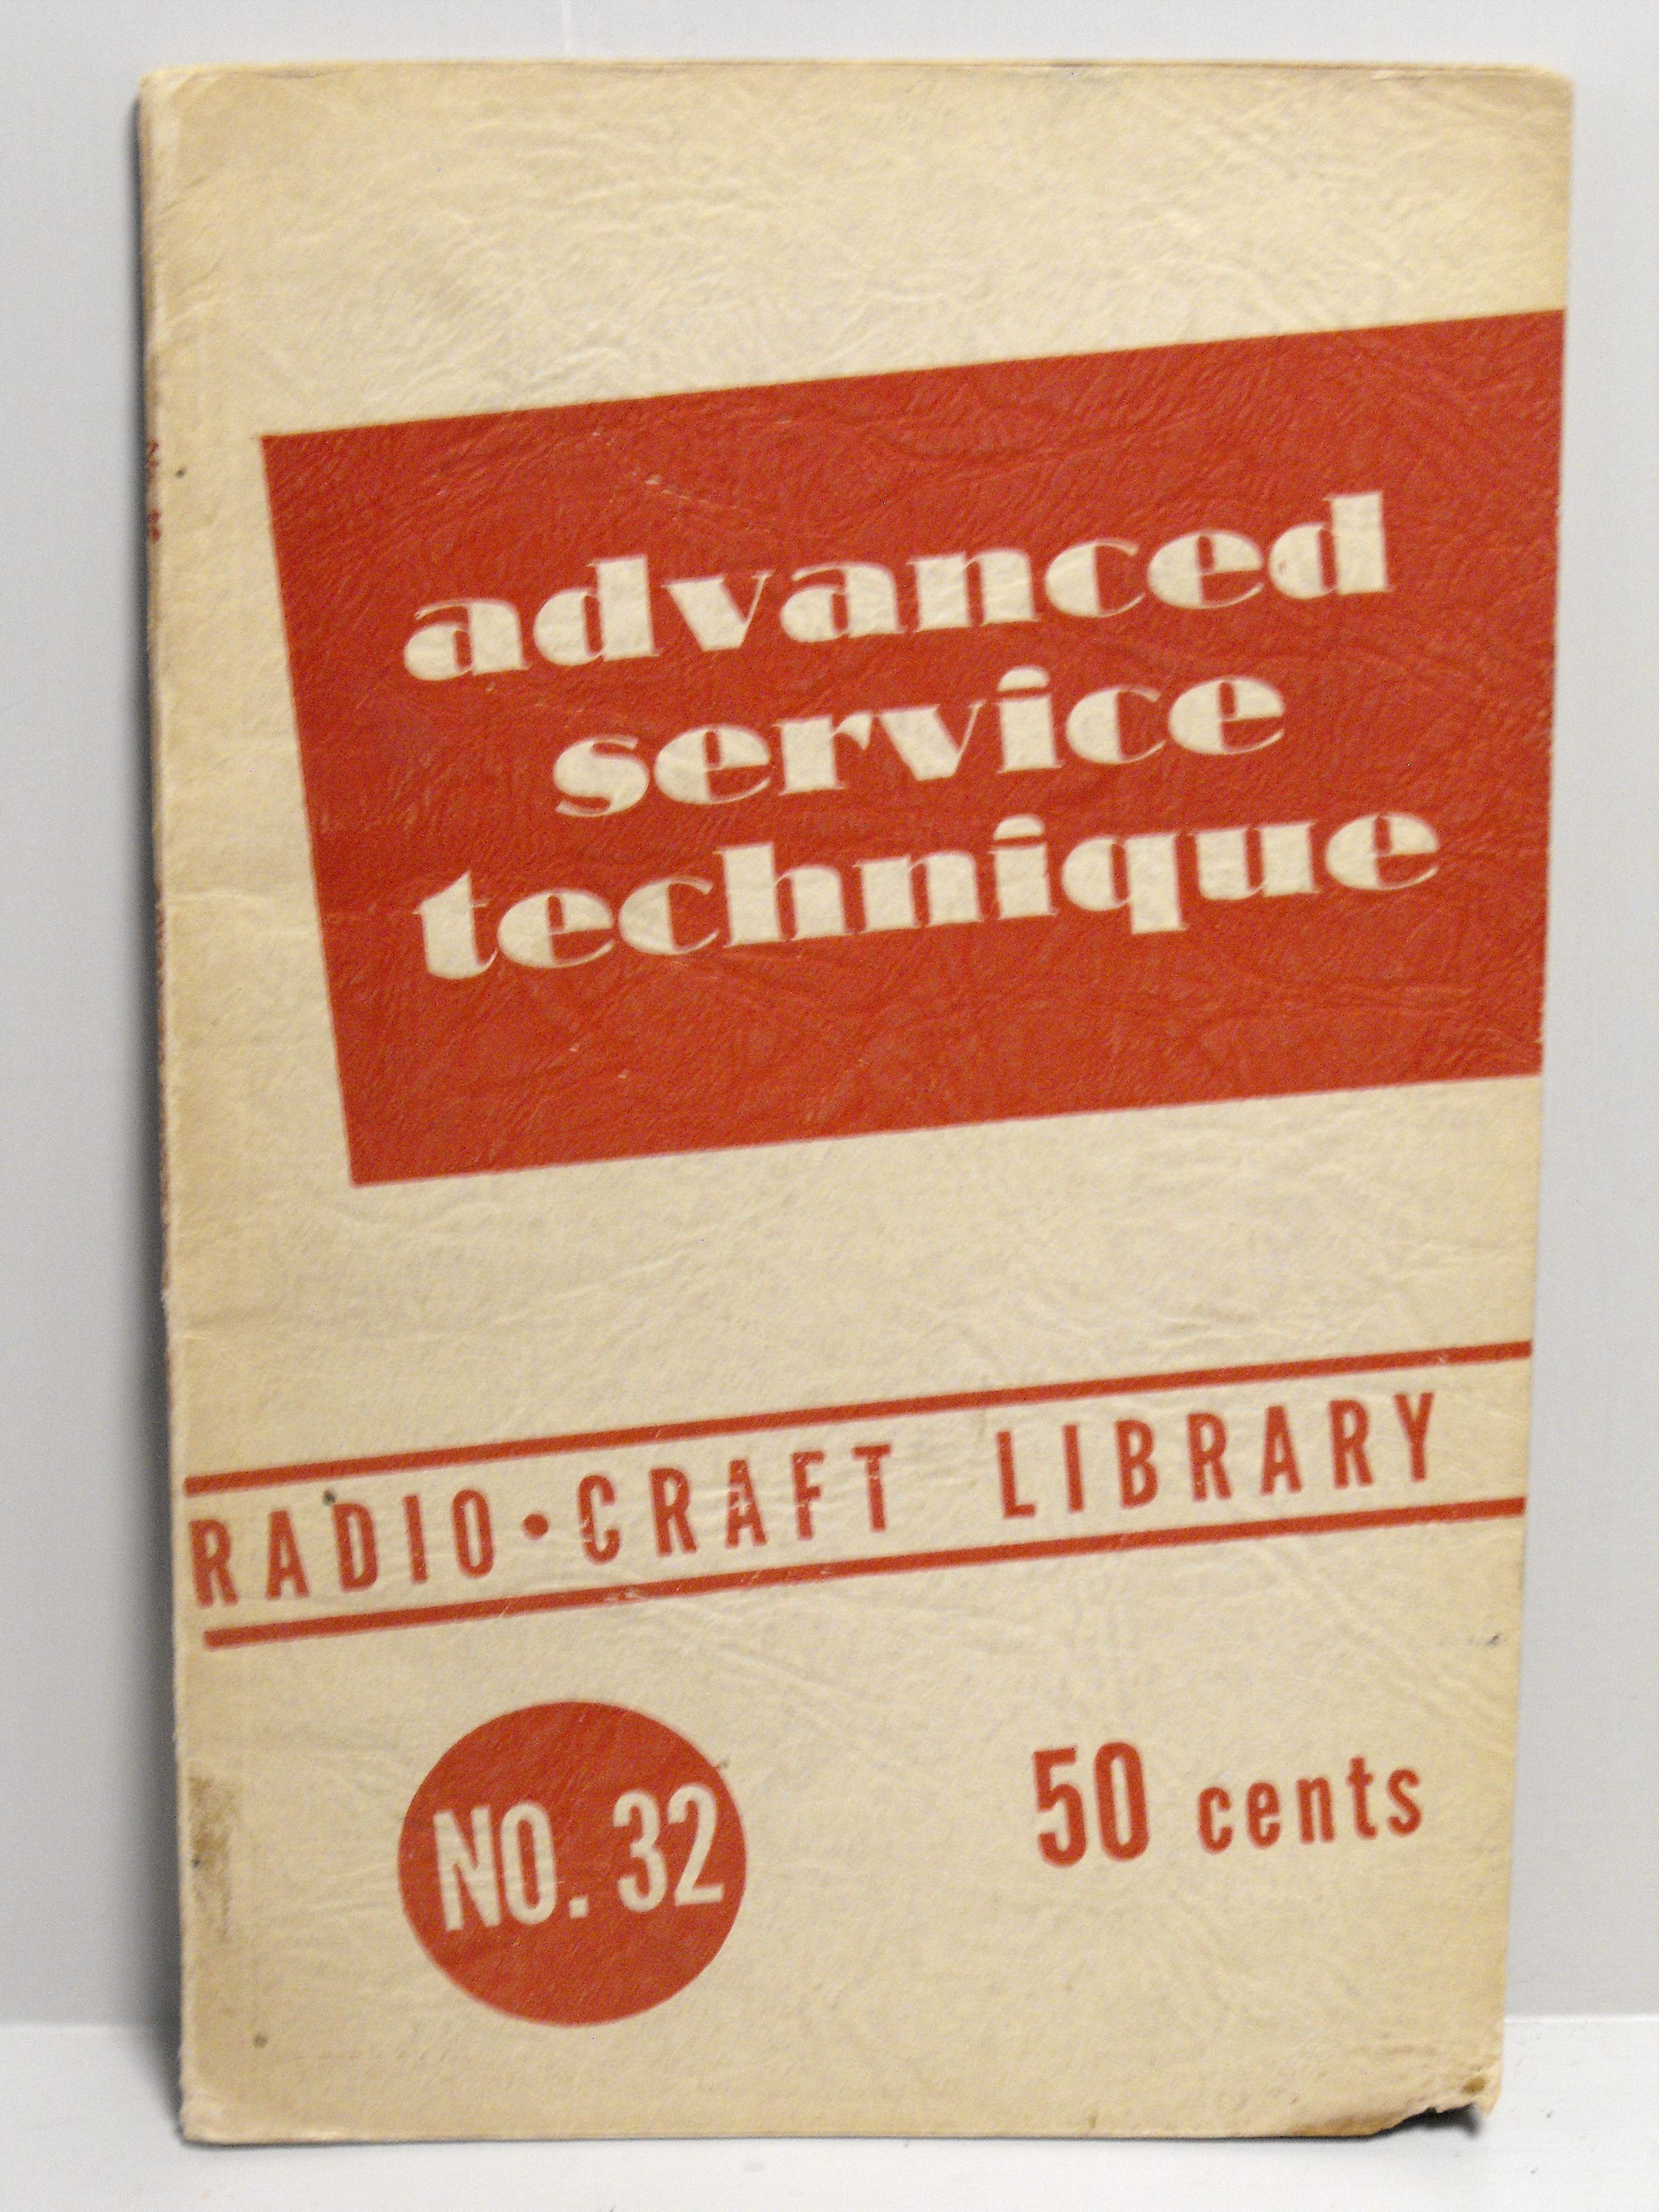 advanced
service
technique
RADIO•CRAFT LIBRARY
NO. 32
50 cents